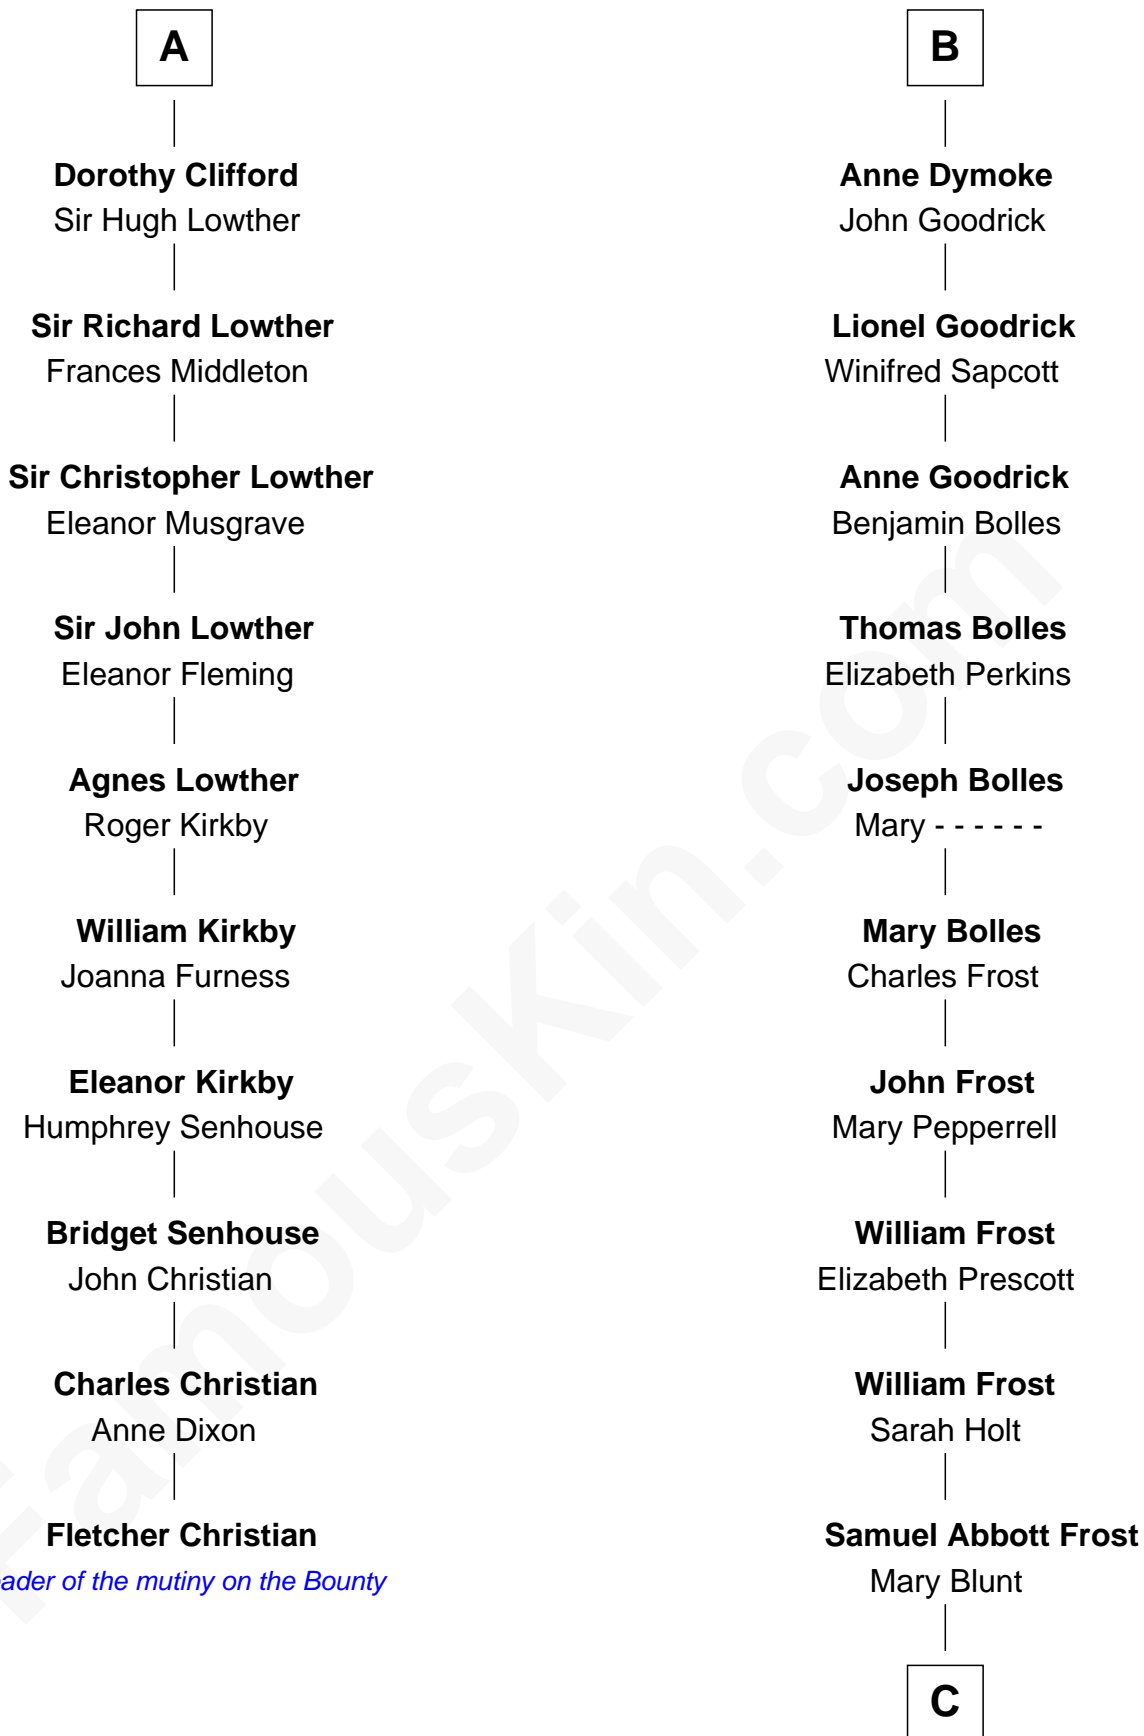 A
Dorothy Clifford
Sir Hugh Lowther
Sir Richard Lowther
Frances Middleton
Sir Christopher Lowther
Eleanor Musgrave
Sir John Lowther
Eleanor Fleming
Agnes Lowther
Roger Kirkby
William Kirkby
Joanna Furness
Eleanor Kirkby
Humphrey Senhouse
Bridget Senhouse
John Christian
Charles Christian
Anne Dixon
Fletcher Christian
of the mutiny on the Bounty
B
Anne Dymoke
John Goodrick
Lionel Goodrick
Winifred Sapcott
Anne Goodrick
Benjamin Bolles
Thomas Bolles
Elizabeth Perkins
Joseph Bolles
Mary - - - - - -
Mary Bolles
Charles Frost
John Frost
Mary Pepperrell
William Frost
Elizabeth Prescott
William Frost
Sarah Holt
Samuel Abbott Frost
Mary Blunt
C
FamousKin.com